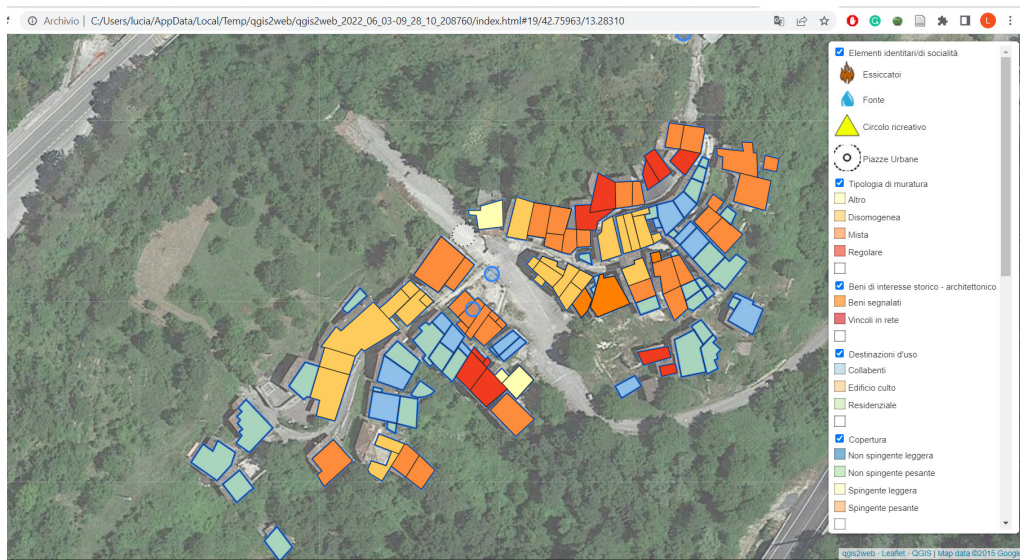 Archivo | C:/Users/lucia/AppData/Local/Temp/qgis2web/qgis2web_2022_06_03-09_28_10_208760/index.html#19/42.75963/13.28310
L
Elementi identitari/di socialità
Essiccatoi
Fonte
Circolo ricreativo
Piazze Urbane
Tipologia di muratura
Altro
Disomogenea
Mista
Regolare
Beni di interesse storico - architettonico
Beni segnalati
Vincoli in rete
Destinazioni d'uso
Collabenti
Edificio culto
Residenziale
Copertura
Non spingente leggera
Non spingente pesante
Spingente leggera
Spingente pesante
qgis2web · Leaflet · QGIS | Map data ©2015 Google